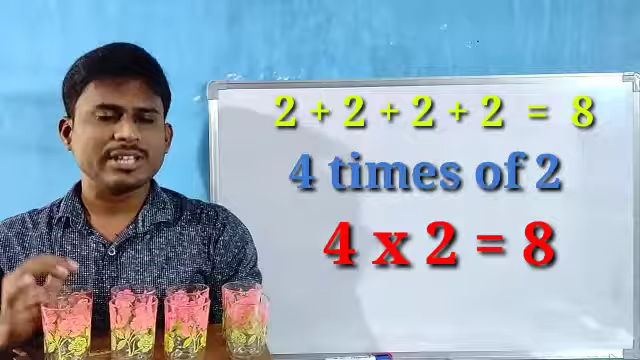 2 + 2 + 2 + 2 = 8
4 times of 2
4 x 2 = 8